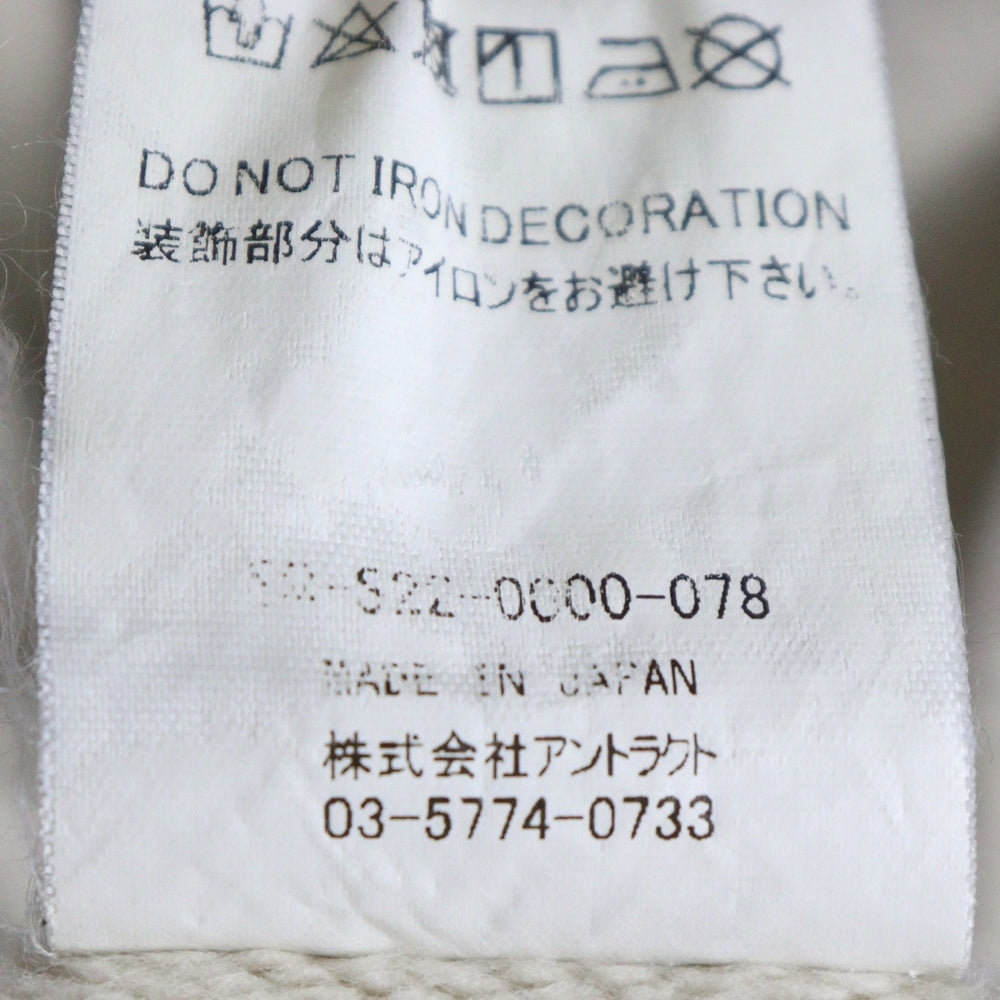 DO NOT IRON DECORATION
装飾部分はアイロンをお避け下さい。
-S22-0000-078
MADE IN JAPAN
株式会社アントラクト
03-5774-0733